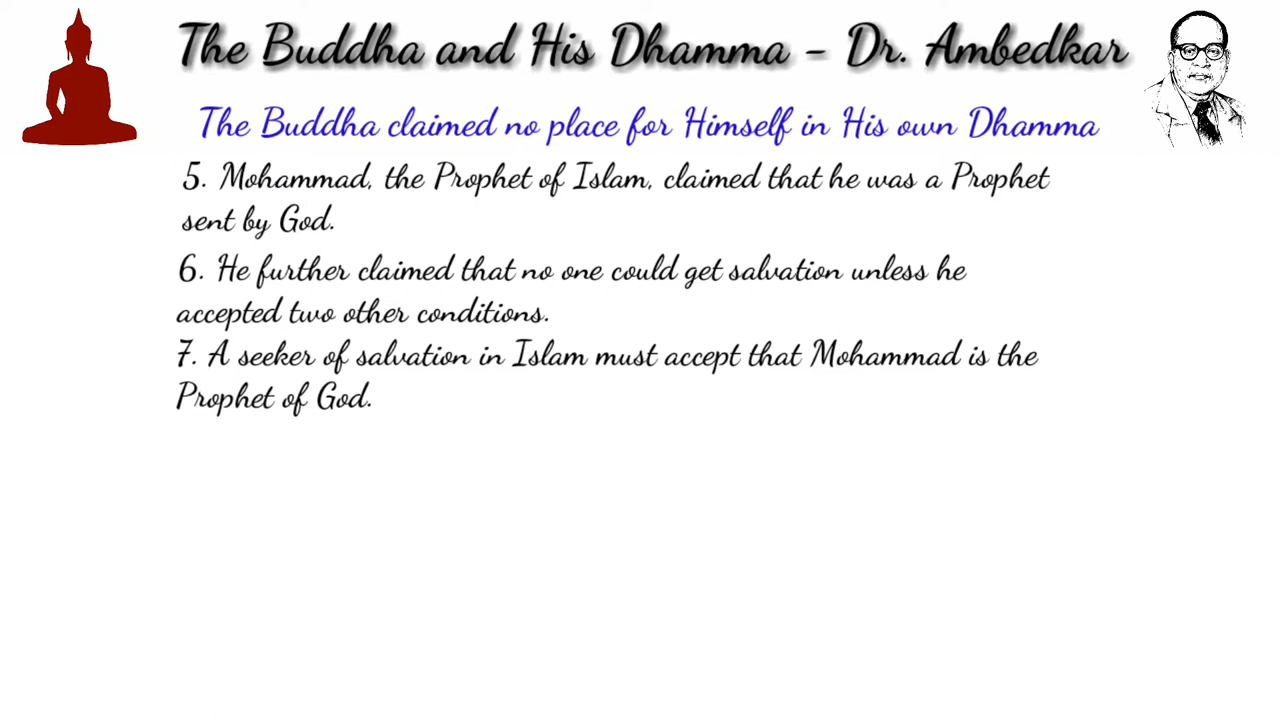 The Buddha and His Dhamma - Dr. Ambedkar
The Buddha claimed no place for Himself in His own Dhamma
5. Mohammad, the Prophet of Islam, claimed that he was a Prophet
sent by God.
6. He further claimed that no one could get salvation unless he
accepted two other conditions.
7. A seeker of salvation in Islam must accept that Mohammad is the
Prophet of God.